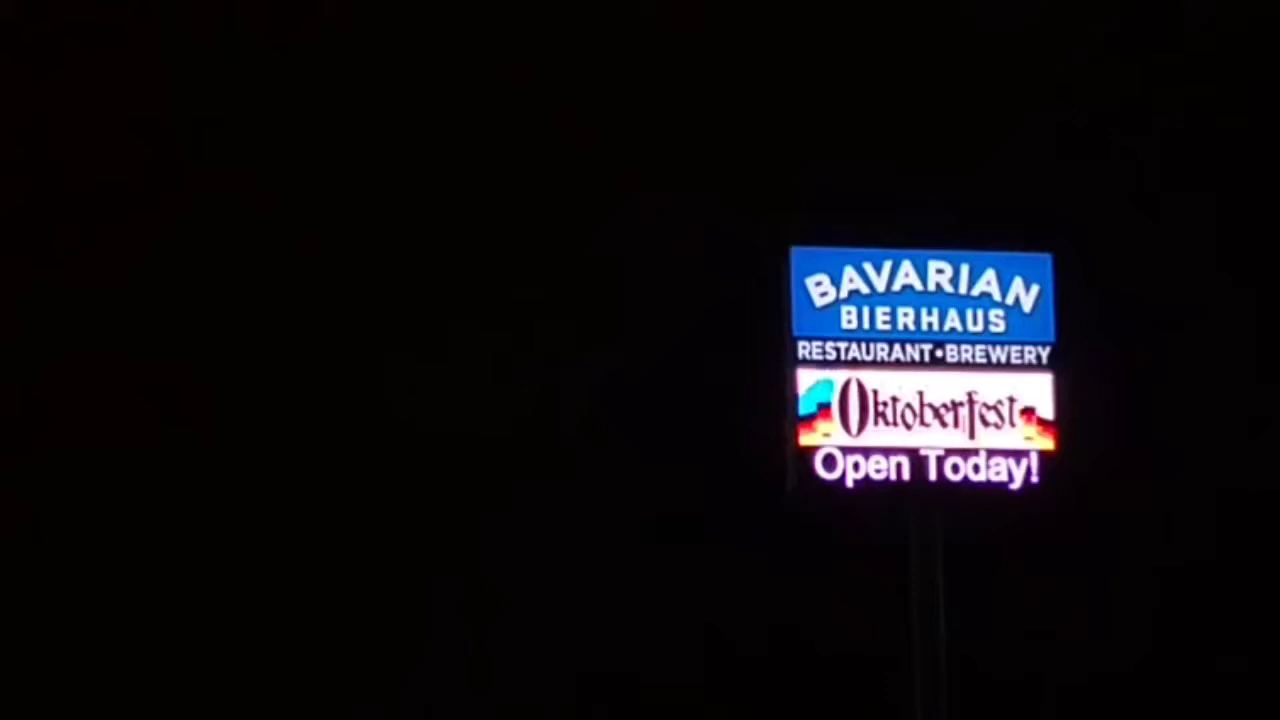 BAVARIAN
BIERHAUS
RESTAURANT•BREWERY
Oktoberfest
Open Today!